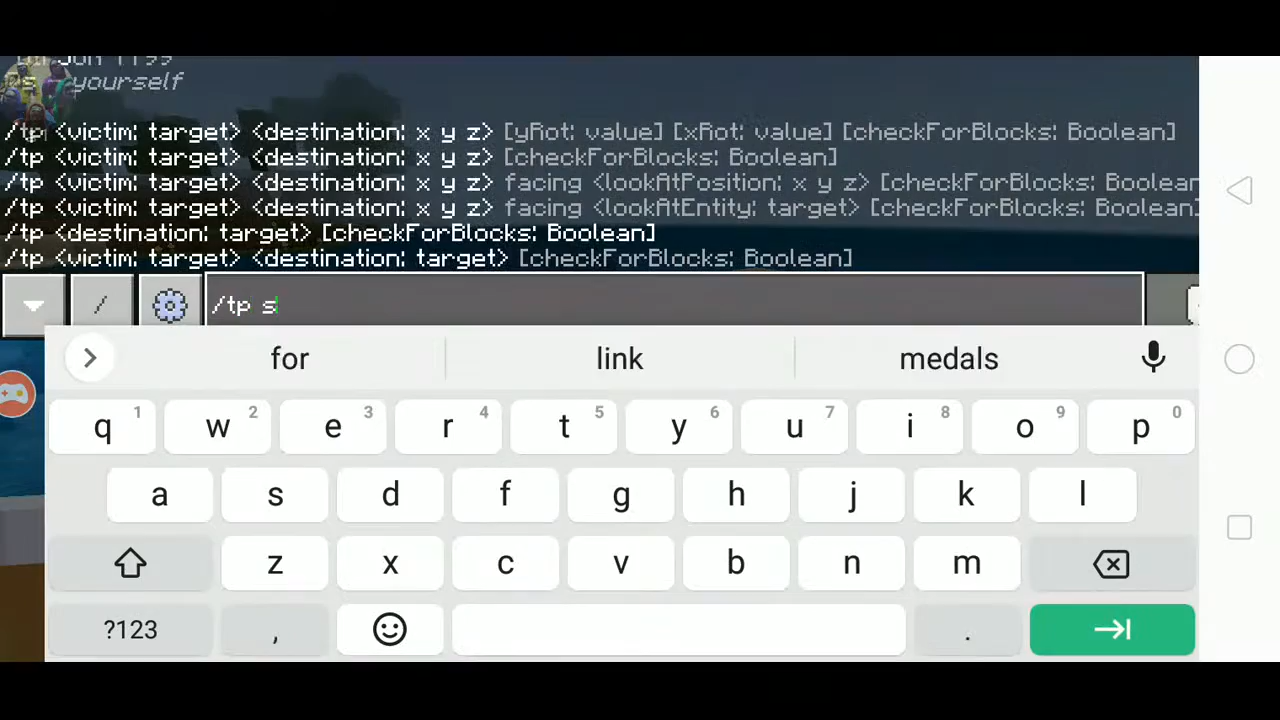 yourself
/tp <victim: target> <destination: x y z> [yRot: value] [xRot: value] [checkForBlocks: Boolean]
/tp <victim: target> <destination: x y z> [checkForBlocks: Boolean]
/tp <victim: target> <destination: x y z> facing <lookAtPosition: x y z> [checkForBlocks: Boolean
/tp <victim: target> <destination: x y z> facing <lookAtEntity: target> [checkForBlocks: Boolean]
/tp <destination: target> [checkForBlocks: Boolean]
/tp <victim: target> <destination: target> [checkForBlocks: Boolean]
/ /tp s
for link medals
q 1 w 2 e 3 r 4 t 5 y 6 u 7 i 8 o 9 p 0
a s d f g h j k l
z x c v b n m
?123 , .